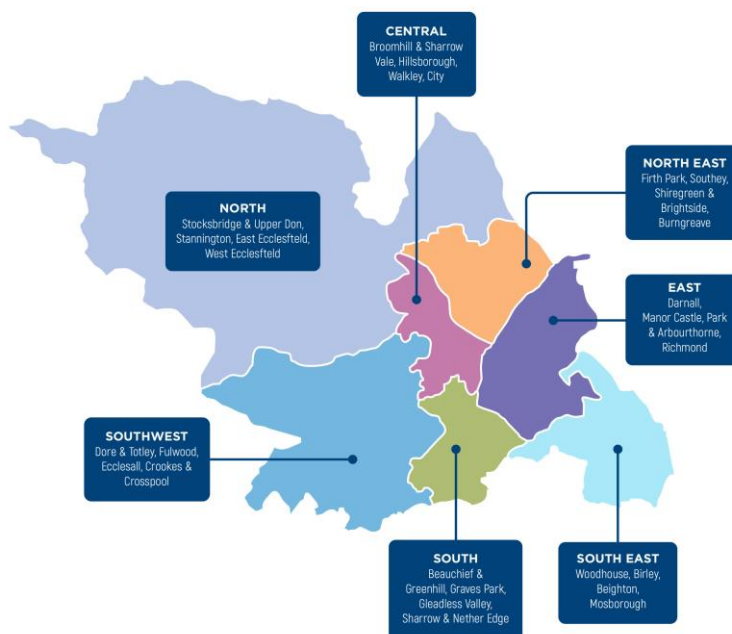 CENTRAL
Broomhill & Sharrow
Vale, Hillsborough,
Walkley, City
NORTH EAST
Firth Park, Southey,
Shiregreen &
Brightside,
Burngreave
NORTH
Stocksbridge & Upper Don,
Stannington, East Ecclesfteld,
West Ecclesfteld
EAST
Darnall,
Manor Castle, Park
& Arbourthorne,
Richmond
SOUTHWEST
Dore & Totley, Fulwood,
Ecclesall, Crookes &
Crosspool
SOUTH
Beauchief &
Greenhill, Graves Park,
Gleadless Valley,
Sharrow & Nether Edge
SOUTH EAST
Woodhouse, Birley,
Beighton,
Mosborough